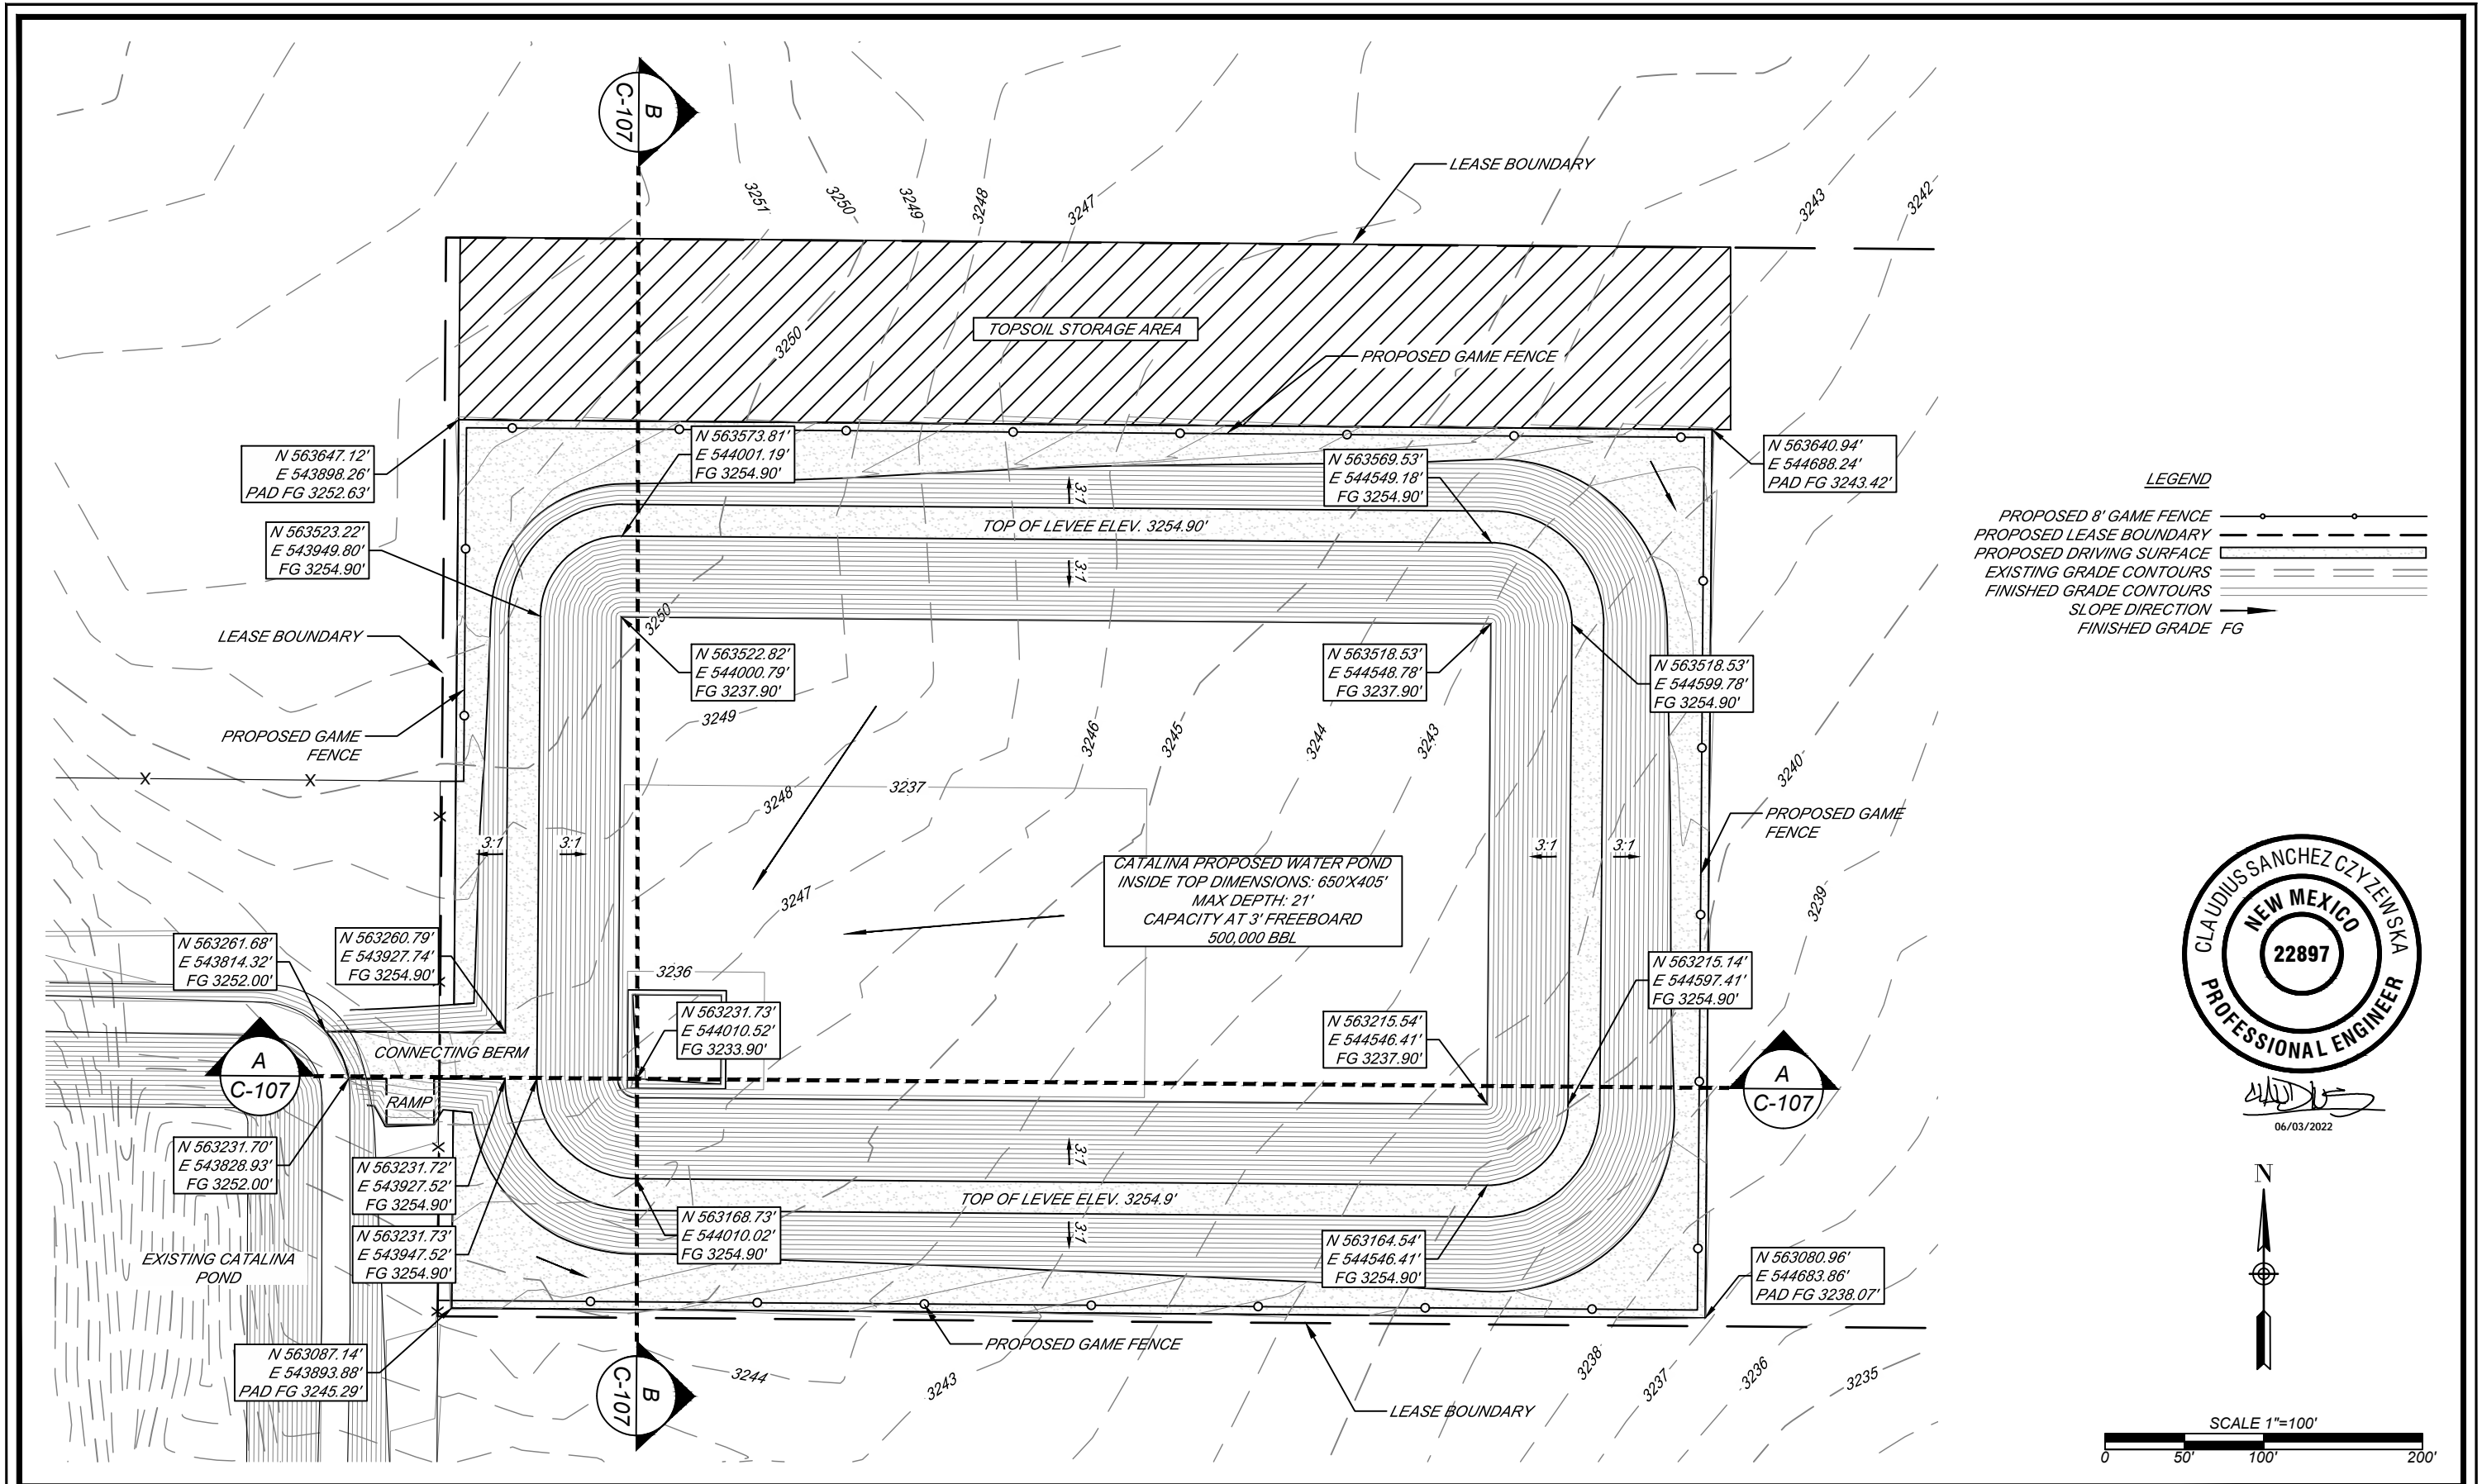 B
C-107
LEASE BOUNDARY
3251
3250
3249
3248
3247
3243
3242
TOPSOIL STORAGE AREA
3250
PROPOSED GAME FENCE
N 563647.12'
E 543898.26'
PAD FG 3252.63'
N 563573.81'
E 544001.19'
FG 3254.90'
N 563569.53'
E 544549.18'
FG 3254.90'
N 563640.94'
E 544688.24'
PAD FG 3243.42'
3:1
TOP OF LEVEE ELEV. 3254.90'
3:1
N 563523.22'
E 543949.80'
FG 3254.90'
LEGEND
PROPOSED 8' GAME FENCE
PROPOSED LEASE BOUNDARY
PROPOSED DRIVING SURFACE
EXISTING GRADE CONTOURS
FINISHED GRADE CONTOURS
SLOPE DIRECTION
FINISHED GRADE FG
LEASE BOUNDARY
3250
N 563522.82'
E 544000.79'
FG 3237.90'
N 563518.53'
E 544548.78'
FG 3237.90'
N 563518.53'
E 544599.78'
FG 3254.90'
3249
3246
3245
3244
3243
PROPOSED GAME
FENCE
X
X
3240
3248
3237
PROPOSED GAME
FENCE
3:1
3:1
3:1
3:1
CATALINA PROPOSED WATER POND
INSIDE TOP DIMENSIONS: 650'X405'
MAX DEPTH: 21'
CAPACITY AT 3' FREEBOARD
500,000 BBL
3247
3239
CLAUDIUS SANCHEZ CZYZEWSKA
NEW MEXICO
22897
PROFESSIONAL ENGINEER
06/03/2022
N 563261.68'
E 543814.32'
FG 3252.00'
N 563260.79'
E 543927.74'
FG 3254.90'
3236
N 563231.73'
E 544010.52'
FG 3233.90'
N 563215.54'
E 544546.41'
FG 3237.90'
N 563215.14'
E 544597.41'
FG 3254.90'
A
C-107
CONNECTING BERM
RAMP
A
C-107
N 563231.70'
E 543828.93'
FG 3252.00'
N 563231.72'
E 543927.52'
FG 3254.90'
3:1
TOP OF LEVEE ELEV. 3254.9'
3:1
N 563231.73'
E 543947.52'
FG 3254.90'
N 563168.73'
E 544010.02'
FG 3254.90'
N 563164.54'
E 544546.41'
FG 3254.90'
EXISTING CATALINA
POND
N 563080.96'
E 544683.86'
PAD FG 3238.07'
N 563087.14'
E 543893.88'
PAD FG 3245.29'
PROPOSED GAME FENCE
3244
3243
3238
3237
3236
3235
B
C-107
LEASE BOUNDARY
N
SCALE 1"=100'
0 50' 100' 200'